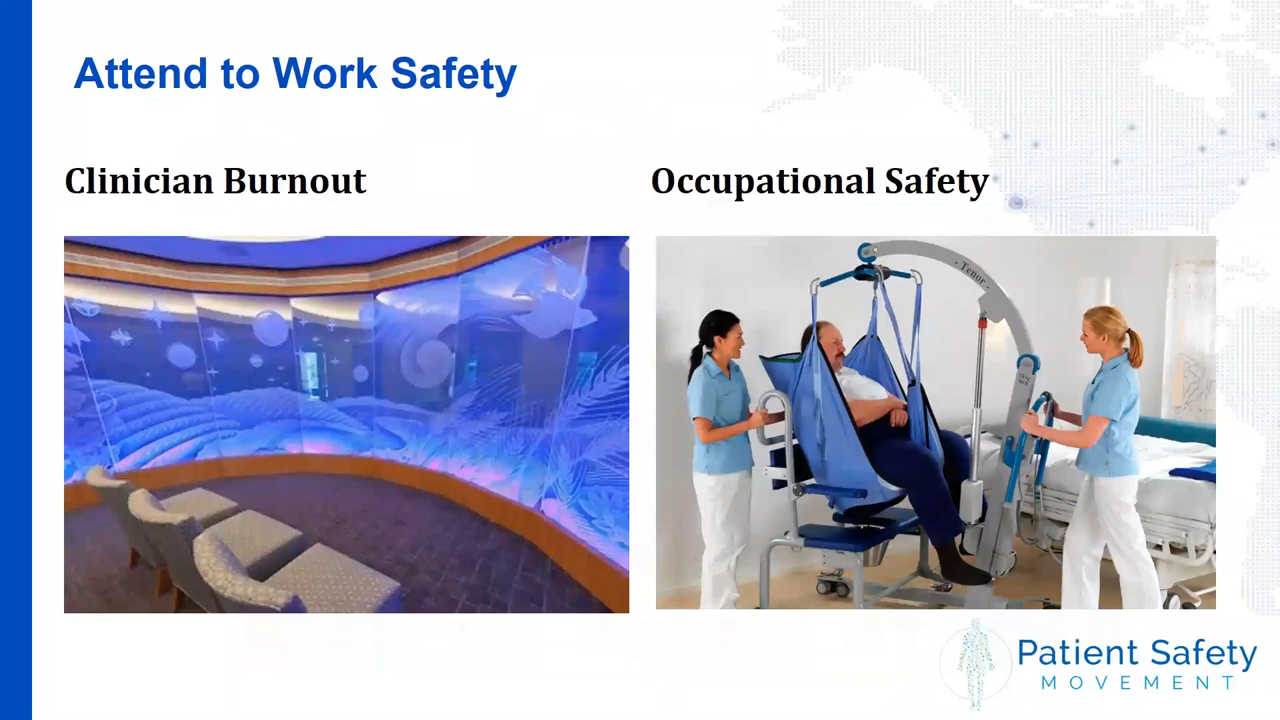 Attend to Work Safety
Clinician Burnout
Occupational Safety
- Tenor -
Patient Safety
MOVEMENT